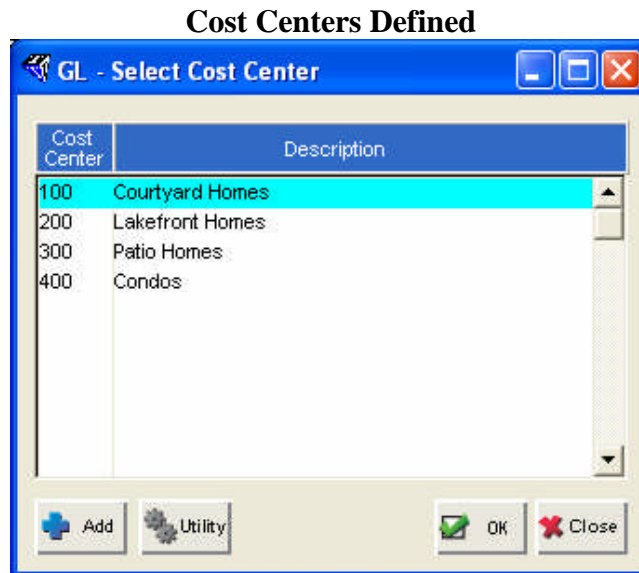 Cost Centers Defined
GL - Select Cost Center
Cost
Center
Description
100 Courtyard Homes
200 Lakefront Homes
300 Patio Homes
400 Condos
Add Utility OK Close